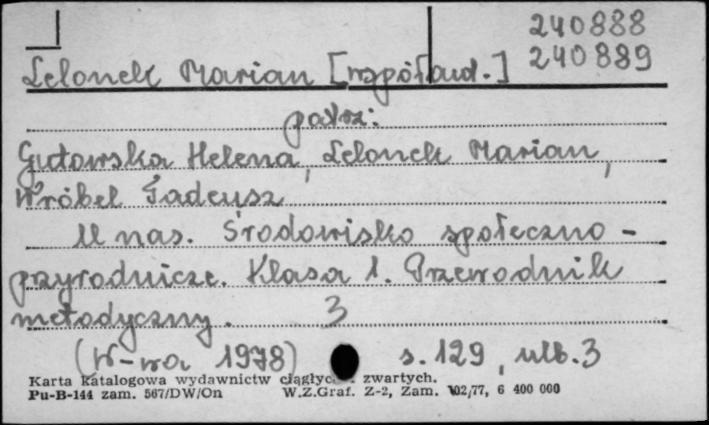 240888
240889
Lelonek Marian [współaut.]
patrz:
Gutowska Helena, Lelonek Marian,
Wróbel Tadeusz
U nas. Środowisko społeczno-
przyrodnicze. Klasa 1. Przewodnik
metodyczny. 3
(W-wa 1978) s. 129, nlb. 3
Karta katalogowa wydawnictw ciągłyc zwartych.
Pu-B-144 zam. 567/DW/On W.Z.Graf. Z-2, Zam. 102/77, 6 400 000